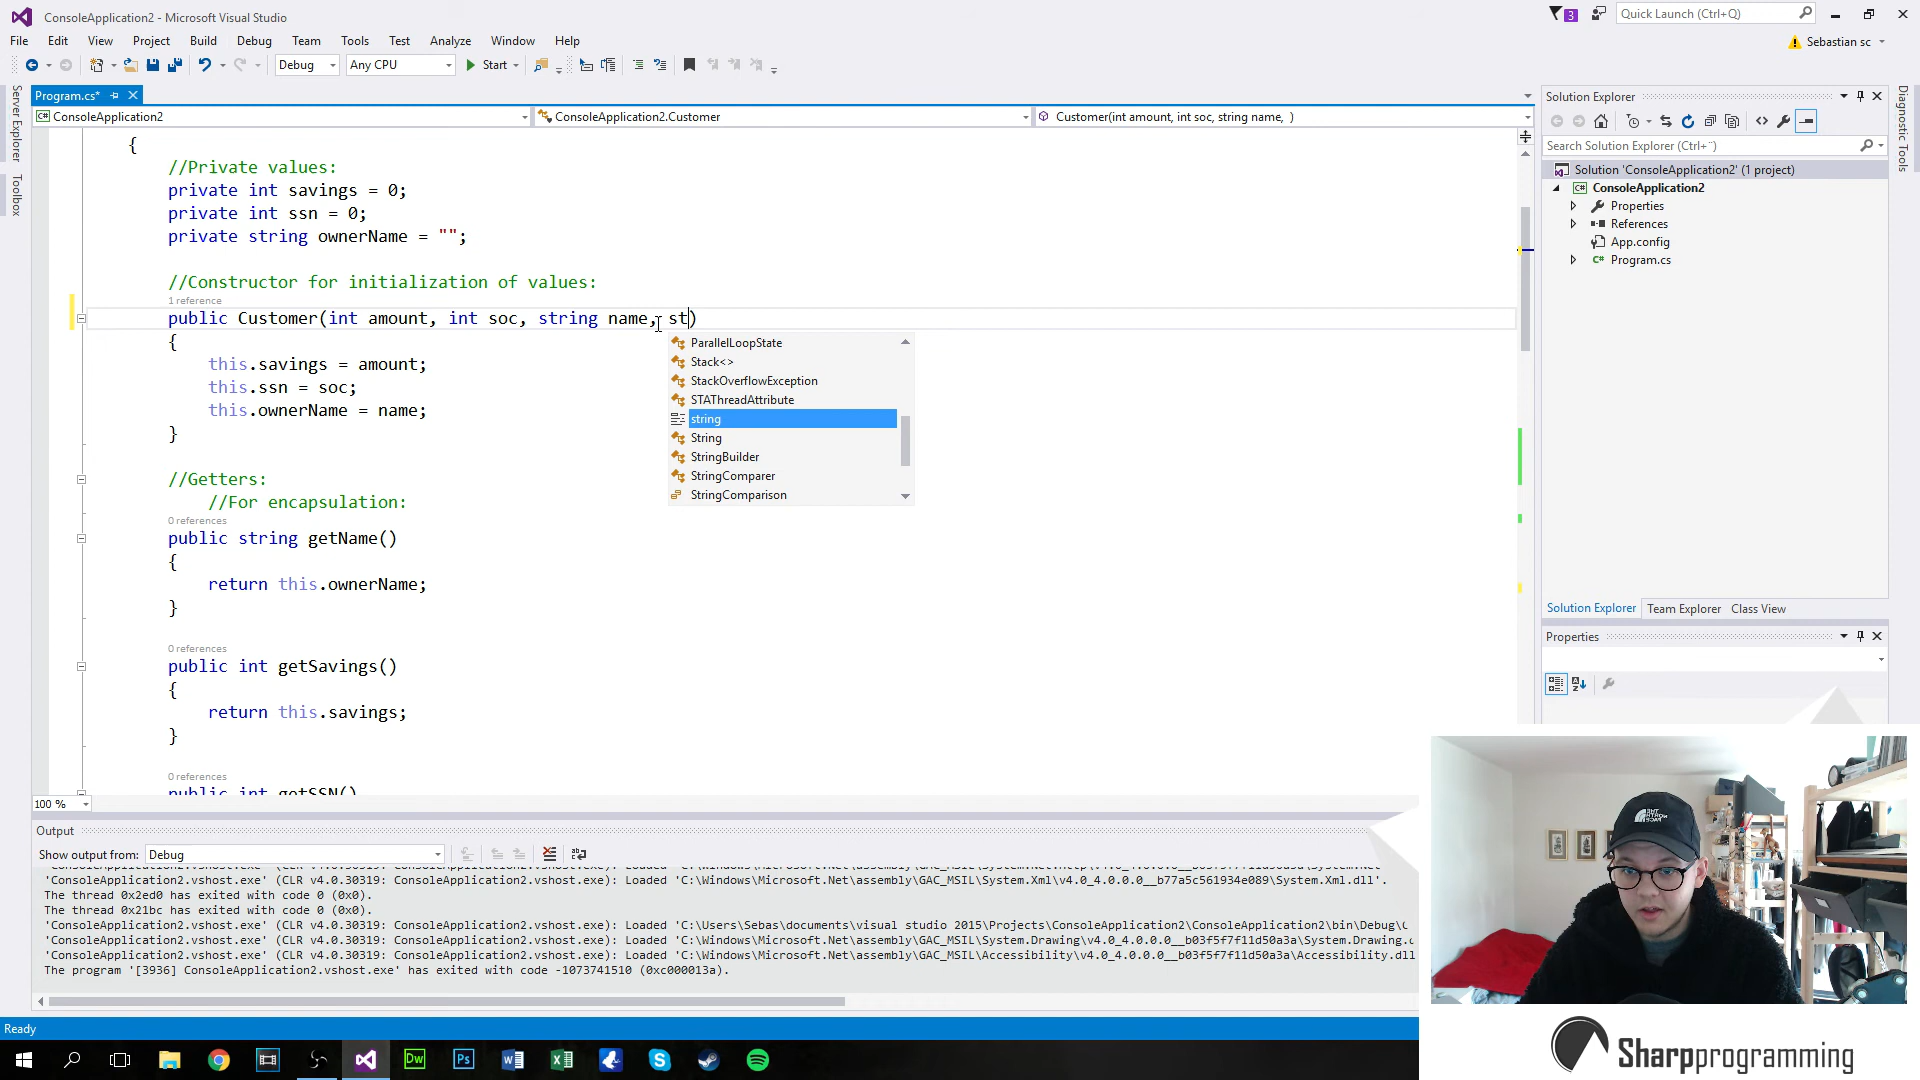 ConsoleApplication2 - Microsoft Visual Studio
3
Quick Launch (Ctrl+Q)
File Edit View Project Build Debug Team Tools Test Analyze Window Help
Sebastian sc
Debug Any CPU Start
Server Explorer
Toolbox
Program.cs*
ConsoleApplication2 ConsoleApplication2.Customer Customer(int amount, int soc, string name, )
{
//Private values:
private int savings = 0;
private int ssn = 0;
private string ownerName = "";
//Constructor for initialization of values:
1 reference
public Customer(int amount, int soc, string name, st)
{
this.savings = amount;
this.ssn = soc;
this.ownerName = name;
}
ParallelLoopState
Stack<>
StackOverflowException
STAThreadAttribute
string
String
StringBuilder
StringComparer
StringComparison
//Getters:
//For encapsulation:
0 references
public string getName()
{
return this.ownerName;
}
0 references
public int getSavings()
{
return this.savings;
}
0 references
public int getSSN()
100 %
Solution Explorer
Search Solution Explorer (Ctrl+¨)
Solution 'ConsoleApplication2' (1 project)
ConsoleApplication2
Properties
References
App.config
Program.cs
Solution Explorer Team Explorer Class View
Properties
Diagnostic Tools
Output
Show output from: Debug
'ConsoleApplication2.vshost.exe' (CLR v4.0.30319: ConsoleApplication2.vshost.exe): Loaded 'C:\Windows\Microsoft.Net\assembly\GAC_MSIL\System.Xml\v4.0_4.0.0.0__b77a5c561934e089\System.Xml.dll'.
The thread 0x2ed0 has exited with code 0 (0x0).
The thread 0x21bc has exited with code 0 (0x0).
'ConsoleApplication2.vshost.exe' (CLR v4.0.30319: ConsoleApplication2.vshost.exe): Loaded 'C:\Users\Sebas\documents\visual studio 2015\Projects\ConsoleApplication2\ConsoleApplication2\bin\Debug\C
'ConsoleApplication2.vshost.exe' (CLR v4.0.30319: ConsoleApplication2.vshost.exe): Loaded 'C:\Windows\Microsoft.Net\assembly\GAC_MSIL\System.Drawing\v4.0_4.0.0.0__b03f5f7f11d50a3a\System.Drawing.d
'ConsoleApplication2.vshost.exe' (CLR v4.0.30319: ConsoleApplication2.vshost.exe): Loaded 'C:\Windows\Microsoft.Net\assembly\GAC_MSIL\Accessibility\v4.0_4.0.0.0__b03f5f7f11d50a3a\Accessibility.dll
The program '[3936] ConsoleApplication2.vshost.exe' has exited with code -1073741510 (0xc000013a).
Ready
THE NORTH FACE
Dw Ps
Sharpprogramming